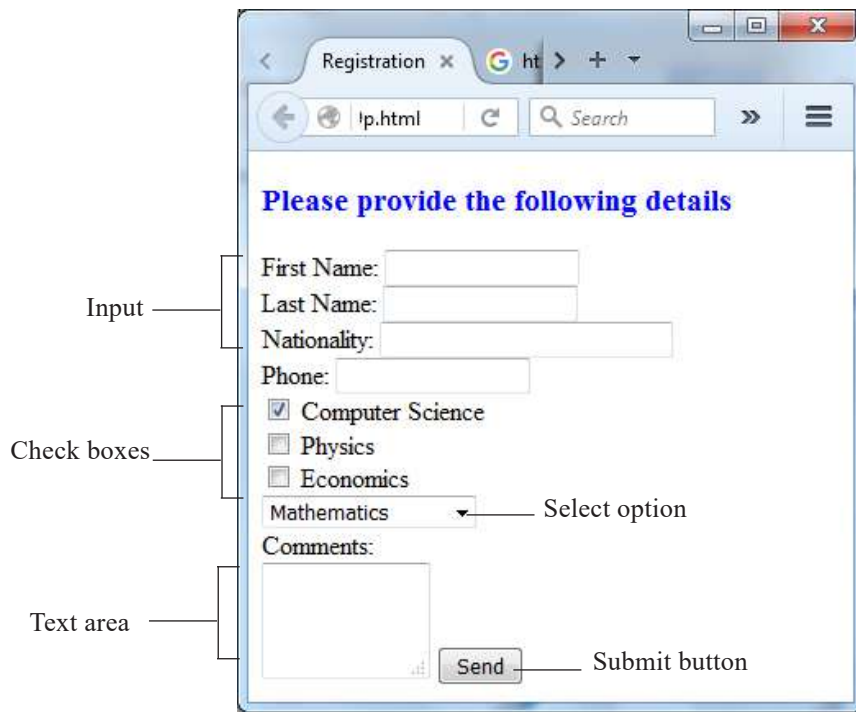 Registration
ht
!p.html
Search
Please provide the following details
First Name:
Input
Last Name:
Nationality:
Phone:
Computer Science
Check boxes
Physics
Economics
Mathematics
Select option
Comments:
Text area
Send
Submit button